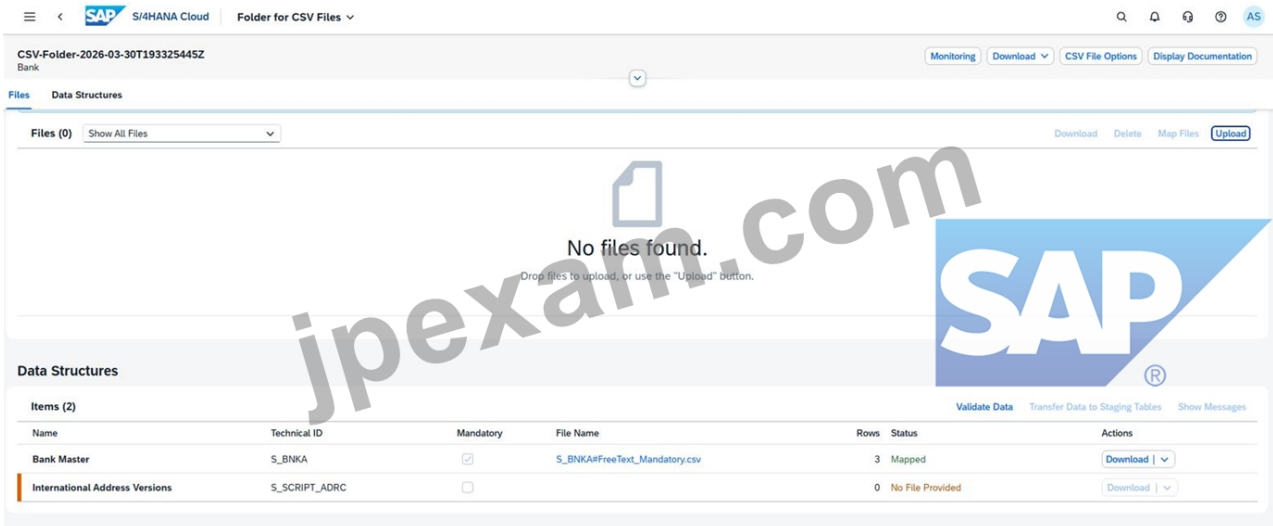 SAP S/4HANA Cloud Folder for CSV Files AS
CSV-Folder-2026-03-30T193325445Z
Bank
Monitoring Download CSV File Options Display Documentation
Files Data Structures
Files (0) Show All Files Download Delete Map Files Upload
No files found.
Drop files to upload, or use the "Upload" button.
jpexam.com
SAP ®
Data Structures
Items (2) Validate Data Transfer Data to Staging Tables Show Messages
Name Technical ID Mandatory File Name Rows Status Actions
Bank Master S_BNKA S_BNKA#FreeText_Mandatory.csv 3 Mapped Download
International Address Versions S_SCRIPT_ADRC 0 No File Provided Download